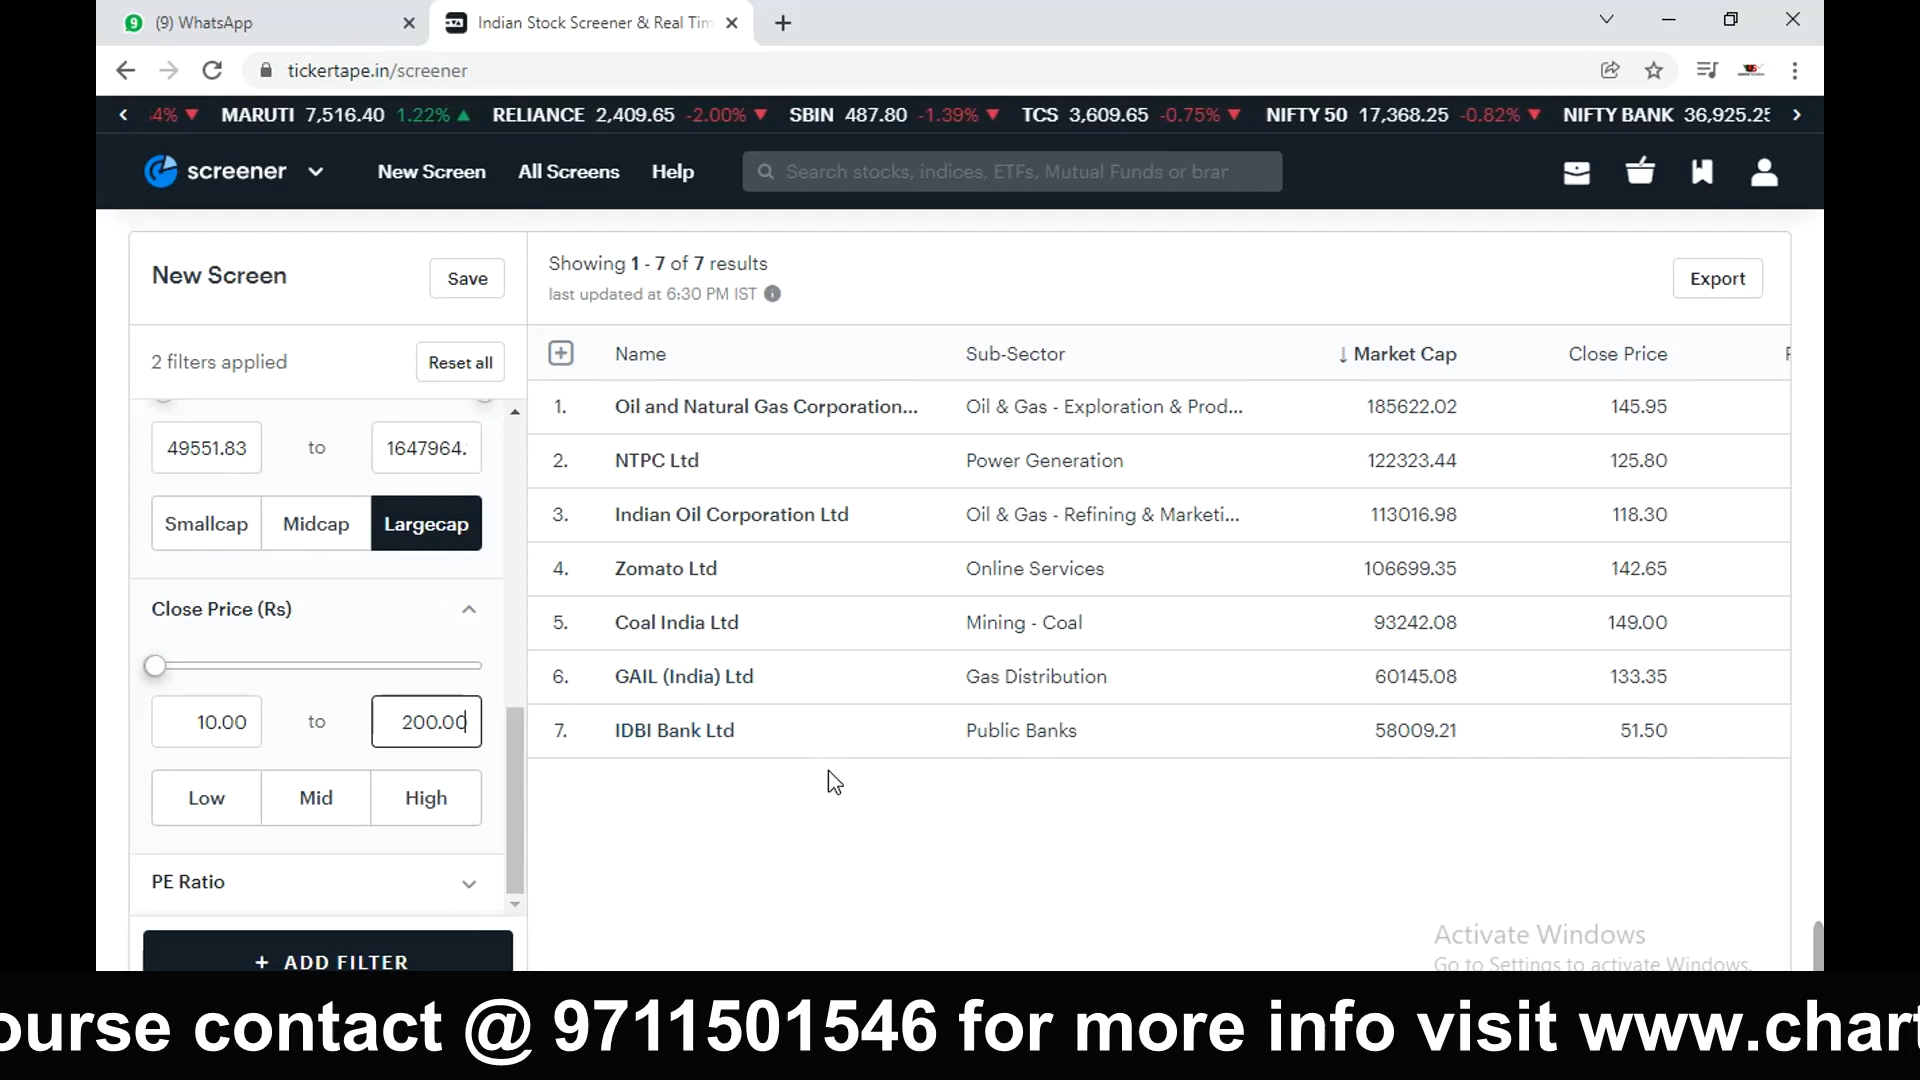 (9) WhatsApp
Indian Stock Screener & Real Tim
tickertape.in/screener
4% ▼ MARUTI 7,516.40 1.22% ▲ RELIANCE 2,409.65 -2.00% ▼ SBIN 487.80 -1.39% ▼ TCS 3,609.65 -0.75% ▼ NIFTY 50 17,368.25 -0.82% ▼ NIFTY BANK 36,925.25
screener New Screen All Screens Help Search stocks, indices, ETFs, Mutual Funds or brar
New Screen Save
2 filters applied Reset all
49551.83 to 1647964.
Smallcap Midcap Largecap
Close Price (Rs)
10.00 to 200.00
Low Mid High
PE Ratio
+ ADD FILTER
Showing 1 - 7 of 7 results
last updated at 6:30 PM IST
Export
Name Sub-Sector ↓ Market Cap Close Price
1. Oil and Natural Gas Corporation... Oil & Gas - Exploration & Prod... 185622.02 145.95
2. NTPC Ltd Power Generation 122323.44 125.80
3. Indian Oil Corporation Ltd Oil & Gas - Refining & Marketi... 113016.98 118.30
4. Zomato Ltd Online Services 106699.35 142.65
5. Coal India Ltd Mining - Coal 93242.08 149.00
6. GAIL (India) Ltd Gas Distribution 60145.08 133.35
7. IDBI Bank Ltd Public Banks 58009.21 51.50
Activate Windows
Go to Settings to activate Windows.
ourse contact @ 9711501546 for more info visit www.chart